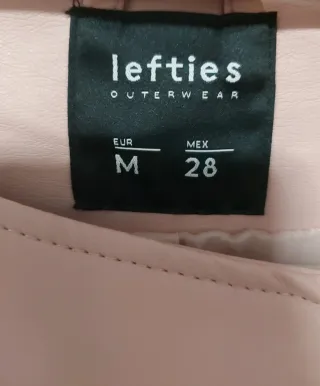 lefties
OUTERWEAR
EUR MEX
M 28